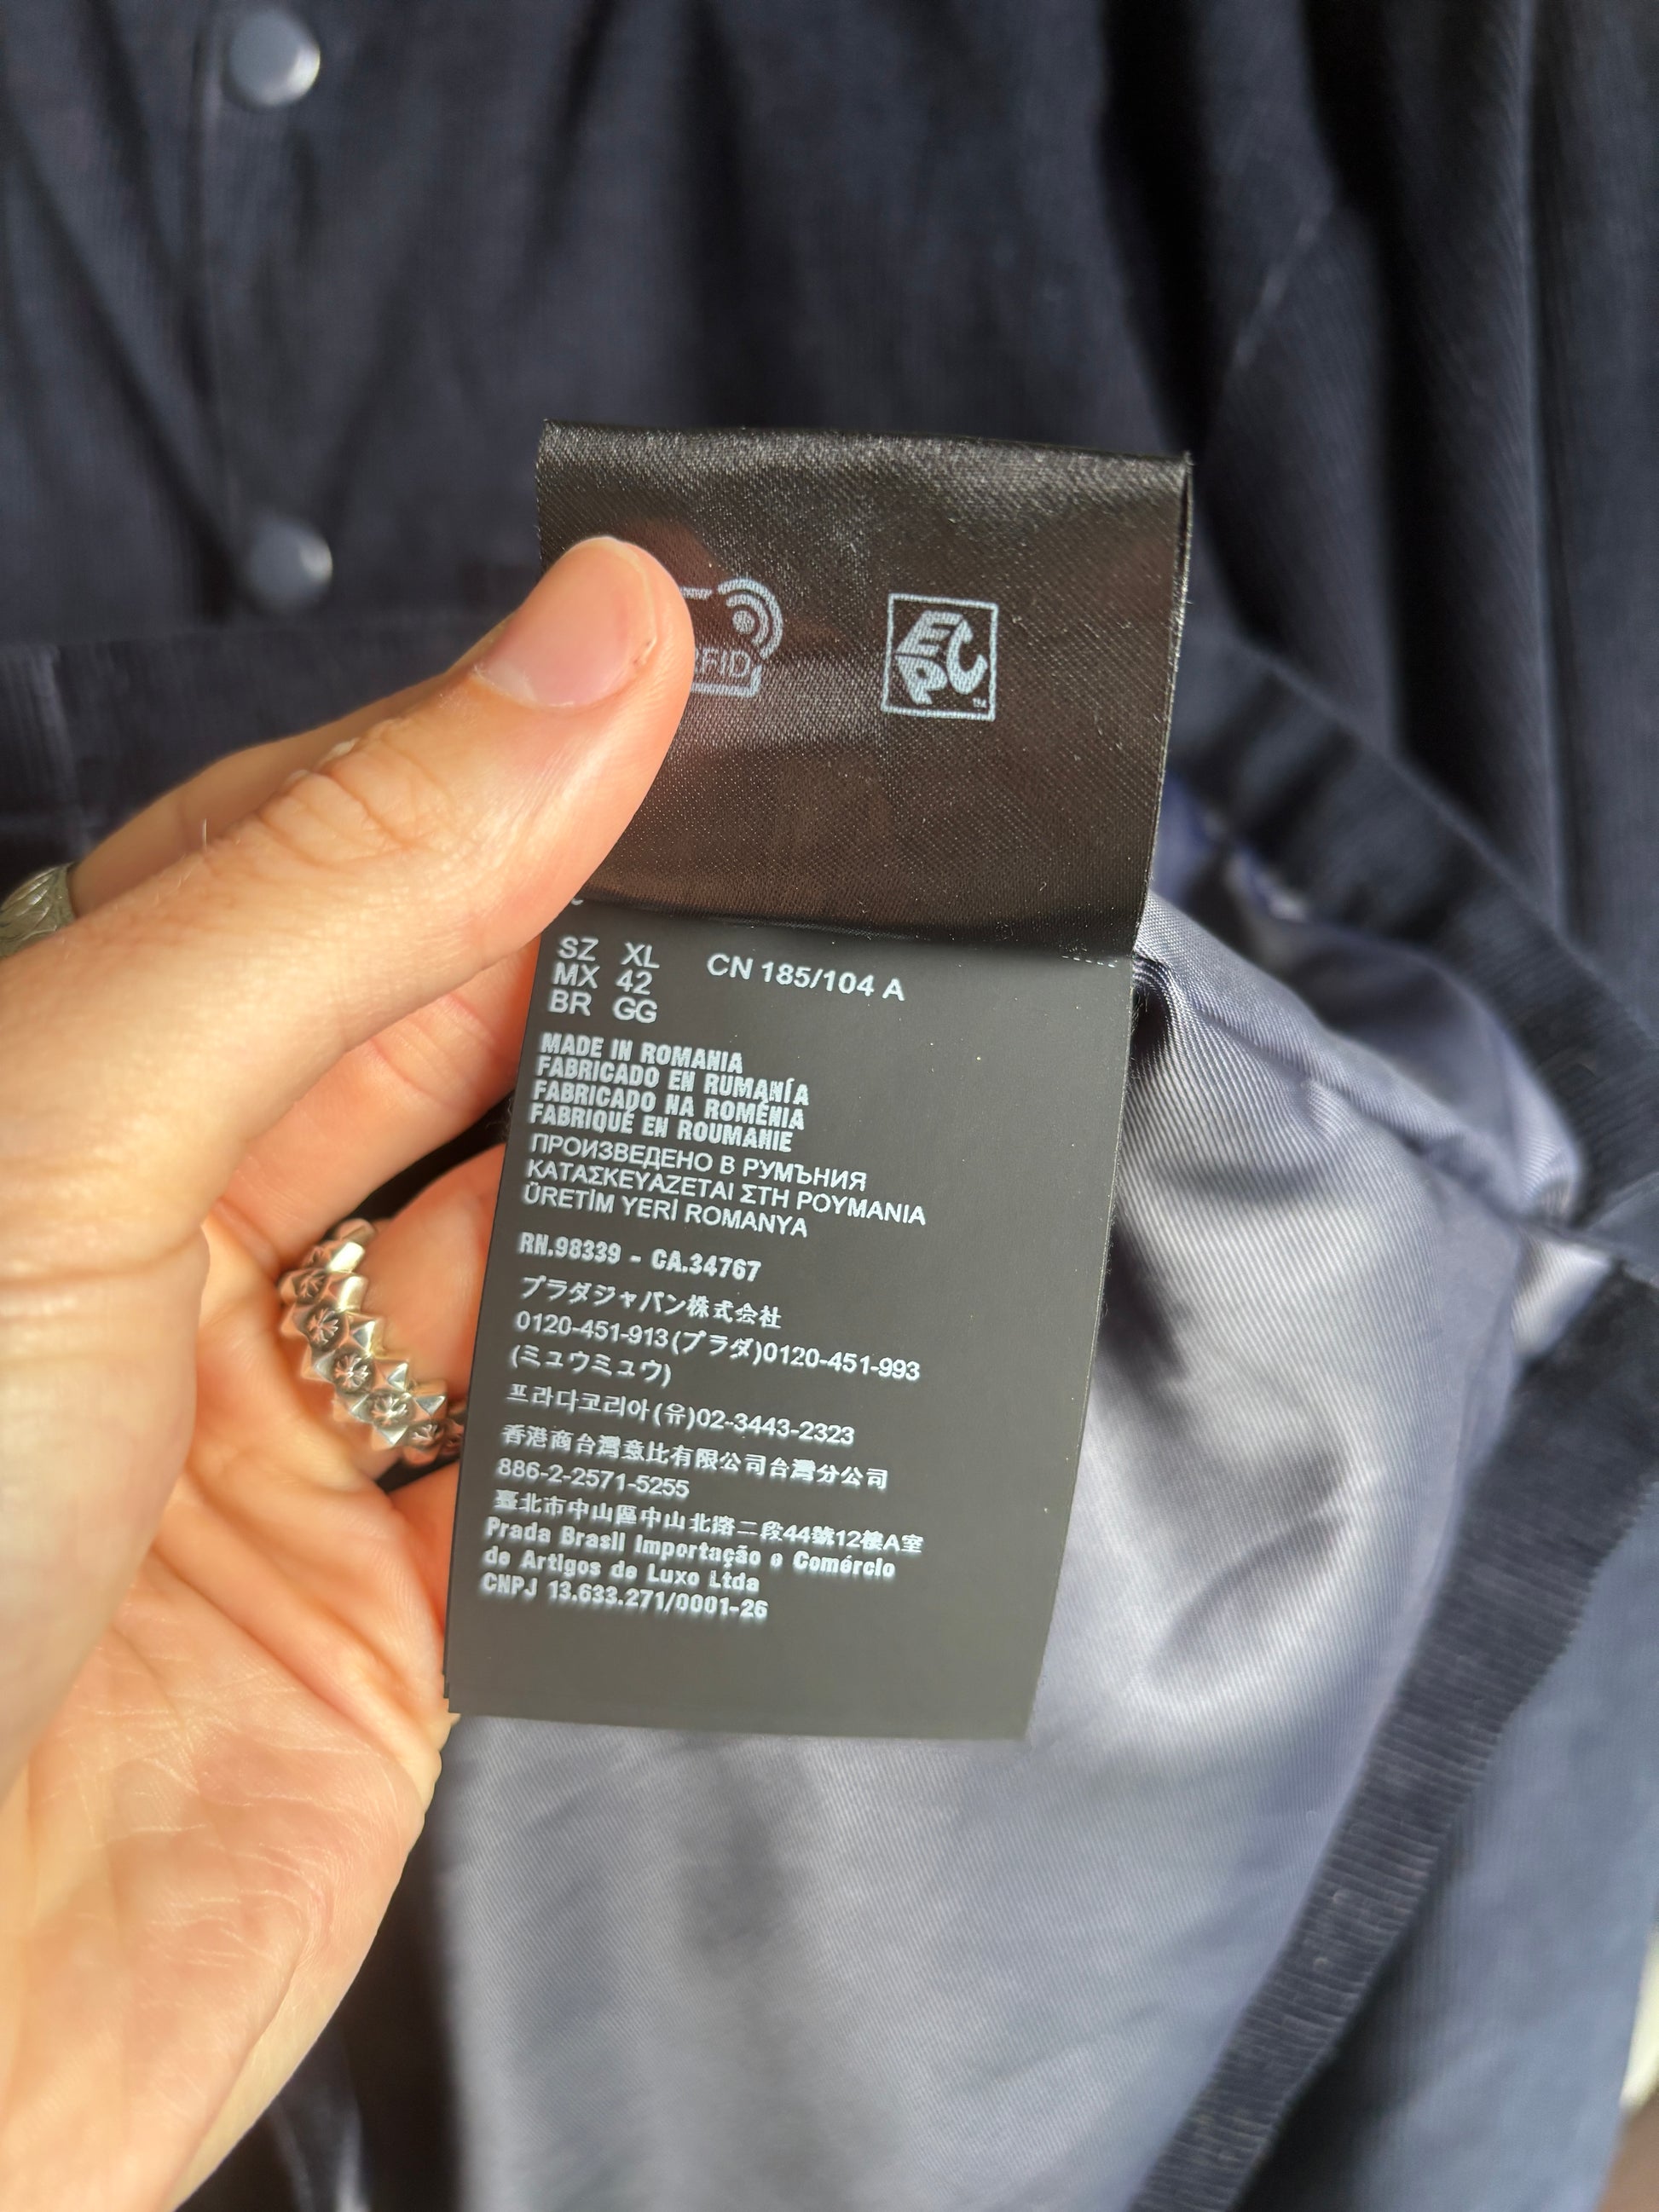 RFID
EPC
TM
SZ XL CN 185/104 A
MX 42
BR GG
MADE IN ROMANIA
FABRICADO EN RUMANÍA
FABRICADO NA ROMÉNIA
FABRIQUÉ EN ROUMANIE
ПРОИЗВЕДЕНО В РУМЪНИЯ
ΚΑΤΑΣΚΕΥΑΖΕΤΑΙ ΣΤΗ ΡΟΥΜΑΝΙΑ
ÜRETİM YERİ ROMANYA
RN.98339 - CA.34767
プラダジャパン株式会社
0120-451-913(プラダ)0120-451-993
(ミュウミュウ)
프라다코리아(유)02-3443-2323
香港商台灣意比有限公司台灣分公司
886-2-2571-5255
臺北市中山區中山北路二段44號12樓A室
Prada Brasil Importação e Comércio
de Artigos de Luxo Ltda
CNPJ 13.633.271/0001-26